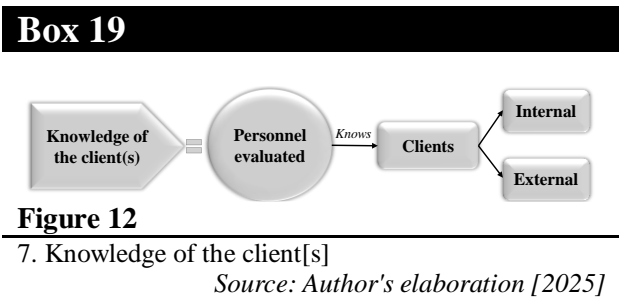 Box 19
Knowledge of
the client(s)
=
Personnel
evaluated
Knows
Clients
Internal
External
Figure 12
7. Knowledge of the client[s]
Source: Author's elaboration [2025]